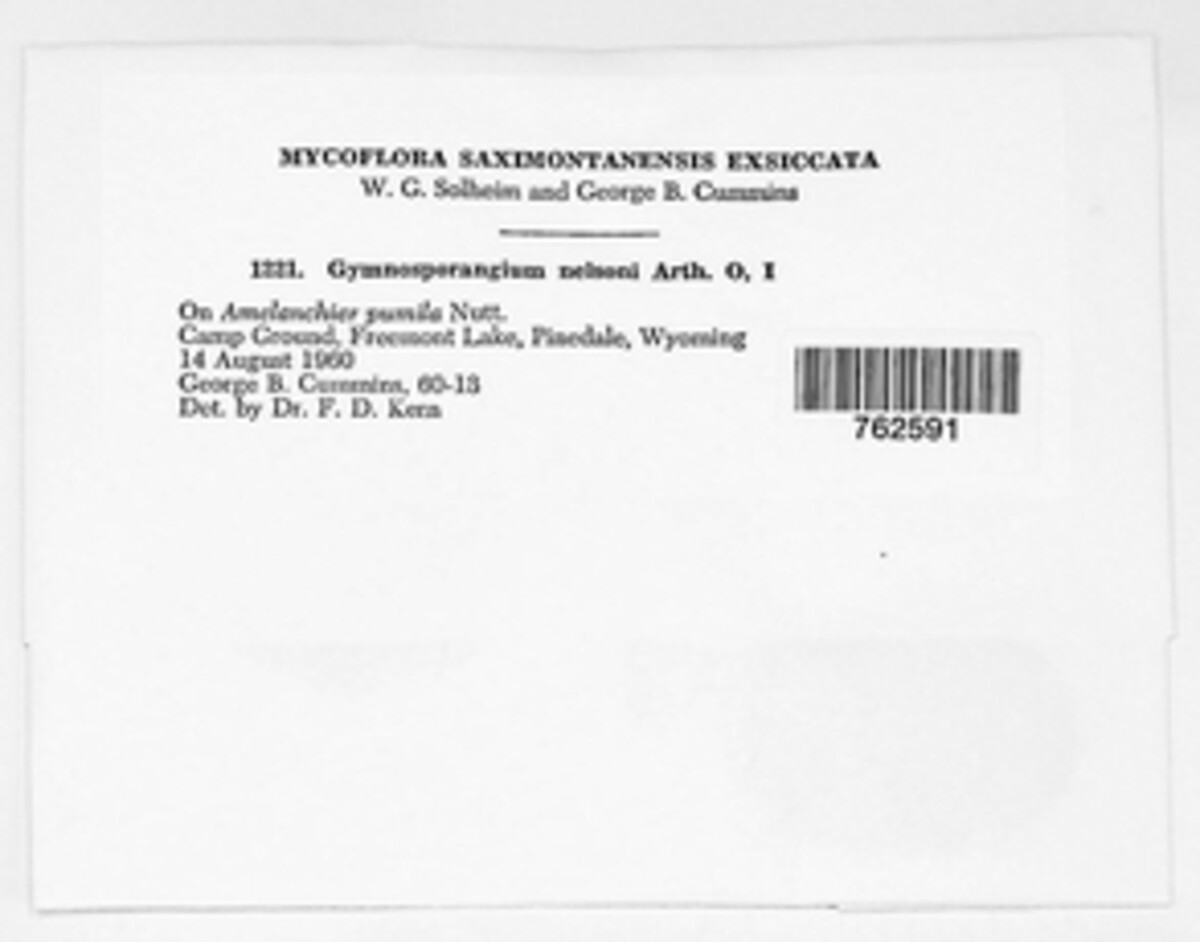 MYCOFLORA SAXIMONTANENSIS EXSICCATA
W. G. Solheim and George B. Cummins
1221. Gymnosporangium nelsoni Arth. O, I
On Amelanchier pumila Nutt.
Camp Ground, Freemont Lake, Pinedale, Wyoming
14 August 1960
George B. Cummins, 60-13
Det. by Dr. F. D. Kern
762591